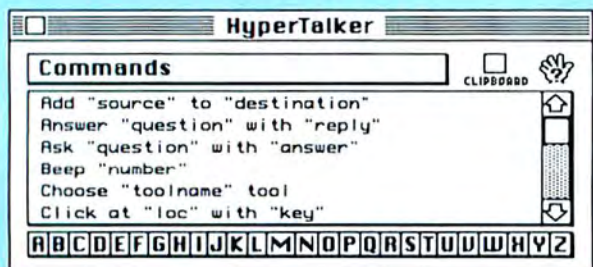 HyperTalker
Commands
CLIPBOARD
?
Add "source" to "destination"
Answer "question" with "reply"
Ask "question" with "answer"
Beep "number"
Choose "toolname" tool
Click at "loc" with "key"
A B C D E F G H I J K L M N O P Q R S T U V W X Y Z